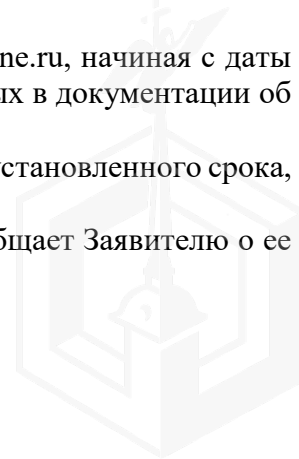 ne.ru, начиная с даты
ых в документации об
установленного срока,
бщает Заявителю о ее